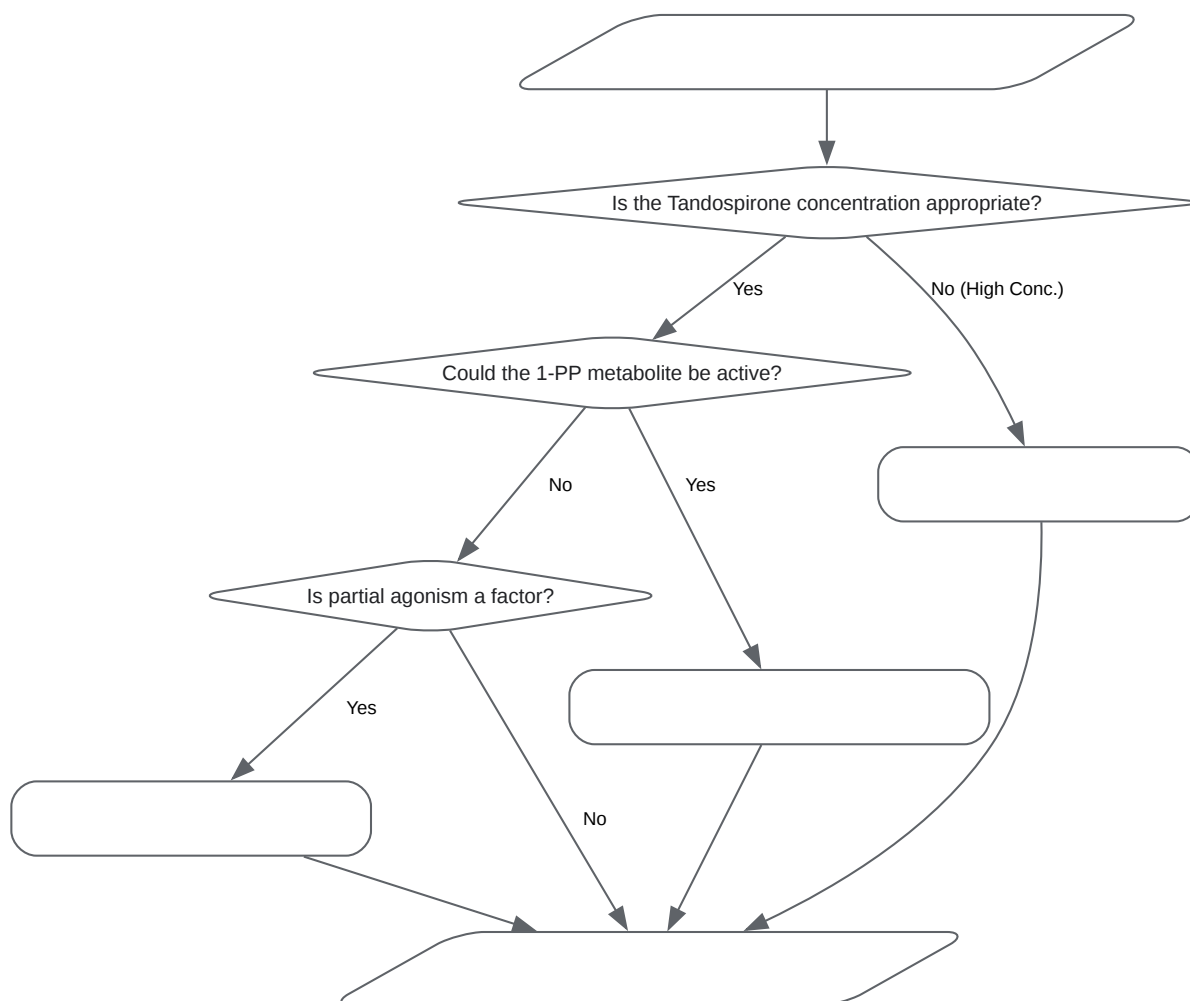 Is the Tandospirone concentration appropriate?
Yes
No (High Conc.)
Could the 1-PP metabolite be active?
No
Yes
Is partial agonism a factor?
Yes
No